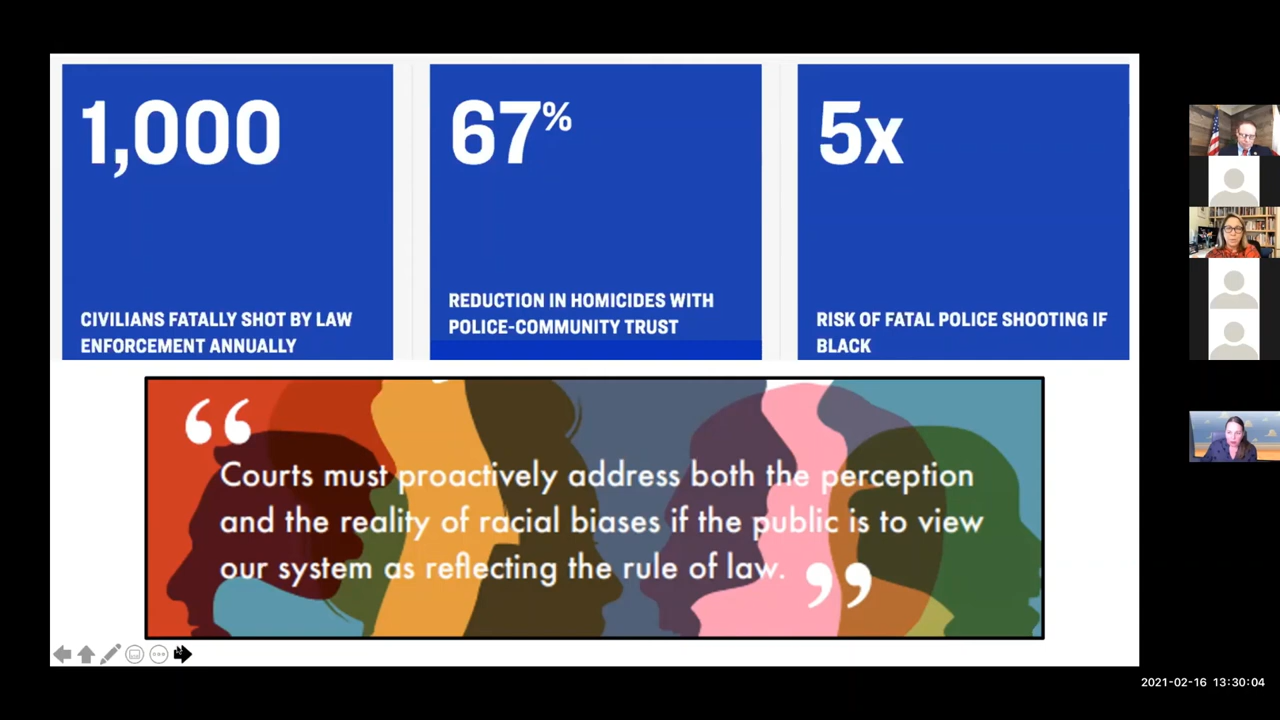 1,000
CIVILIANS FATALLY SHOT BY LAW
ENFORCEMENT ANNUALLY
67%
REDUCTION IN HOMICIDES WITH
POLICE-COMMUNITY TRUST
5x
RISK OF FATAL POLICE SHOOTING IF
BLACK
“
Courts must proactively address both the perception
and the reality of racial biases if the public is to view
our system as reflecting the rule of law. ”
2021-02-16 13:30:04